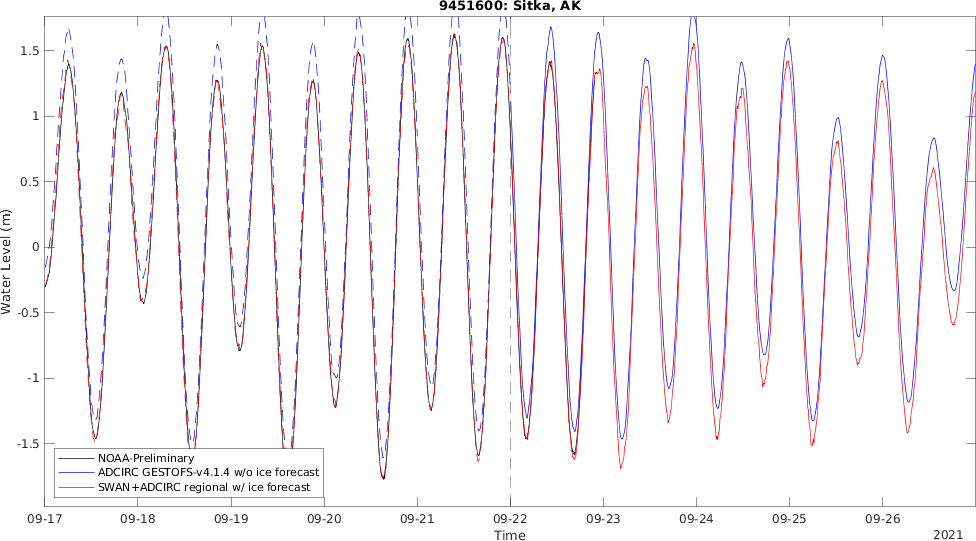 9451600: Sitka, AK
Water Level (m)
1.5
1
0.5
0
-0.5
-1
-1.5
NOAA-Preliminary
ADCIRC GESTOFS-v4.1.4 w/o ice forecast
SWAN+ADCIRC regional w/ ice forecast
09-17 09-18 09-19 09-20 09-21 09-22 09-23 09-24 09-25 09-26
Time
2021